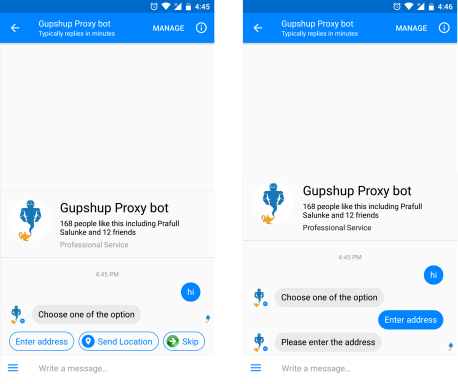 4:45
Gupshup Proxy bot
Typically replies in minutes
MANAGE
Gupshup Proxy bot
168 people like this including Prafull
Salunke and 12 friends
Professional Service
4:45 PM
hi
Choose one of the option
Enter address
Send Location
Skip
Write a message...
4:46
Gupshup Proxy bot
Typically replies in minutes
MANAGE
Gupshup Proxy bot
168 people like this including Prafull
Salunke and 12 friends
Professional Service
4:45 PM
hi
Choose one of the option
Enter address
Please enter the address
Write a message...